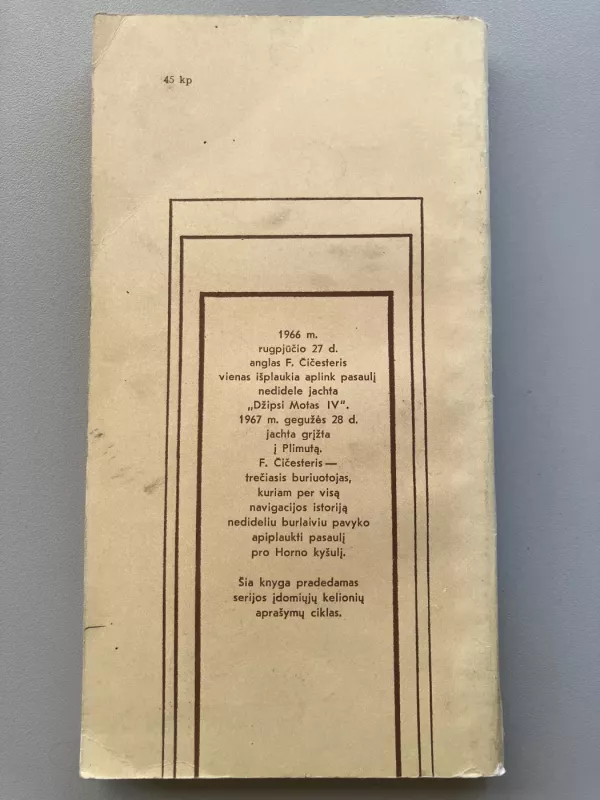 45 kp
1966 m.
rugpjūčio 27 d.
anglas F. Čičesteris
vienas išplaukia aplink pasaulį
nedidele jachta
„Džipsi Motas IV".
1967 m. gegužės 28 d.
jachta grįžta
į Plimutą.
F. Čičesteris —
trečiasis buriuotojas,
kuriam per visą
navigacijos istoriją
nedideliu burlaiviu pavyko
apiplaukti pasaulį
pro Horno kyšulį.
Šia knyga pradedamas
serijos įdomiųjų kelionių
aprašymų ciklas.